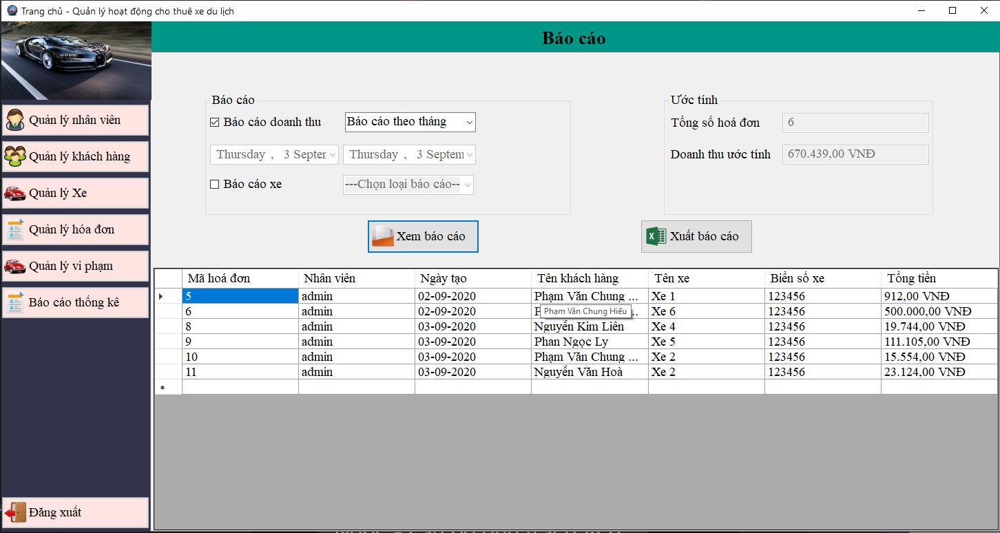 Trang chủ - Quản lý hoạt động cho thuê xe du lịch
Báo cáo
Quản lý nhân viên
Quản lý khách hàng
Quản lý Xe
Quản lý hóa đơn
Quản lý vi phạm
Báo cáo thống kê
Đăng xuất
Báo cáo
Báo cáo doanh thu Báo cáo theo tháng
Thursday , 3 Septer Thursday , 3 Septem
Báo cáo xe ---Chọn loại báo cáo--
Ước tính
Tổng số hoá đơn 6
Doanh thu ước tính 670.439,00 VNĐ
Xem báo cáo Xuất báo cáo
Mã hoá đơn Nhân viên Ngày tạo Tên khách hàng Tên xe Biển số xe Tổng tiền
5 admin 02-09-2020 Phạm Văn Chung ... Xe 1 123456 912,00 VNĐ
6 admin 02-09-2020 Phạm Văn Chung Hiếu Xe 6 123456 500.000,00 VNĐ
8 admin 03-09-2020 Nguyễn Kim Liên Xe 4 123456 19.744,00 VNĐ
9 admin 03-09-2020 Phan Ngọc Ly Xe 5 123456 111.105,00 VNĐ
10 admin 03-09-2020 Phạm Văn Chung ... Xe 2 123456 15.554,00 VNĐ
11 admin 03-09-2020 Nguyễn Văn Hoà Xe 2 123456 23.124,00 VNĐ